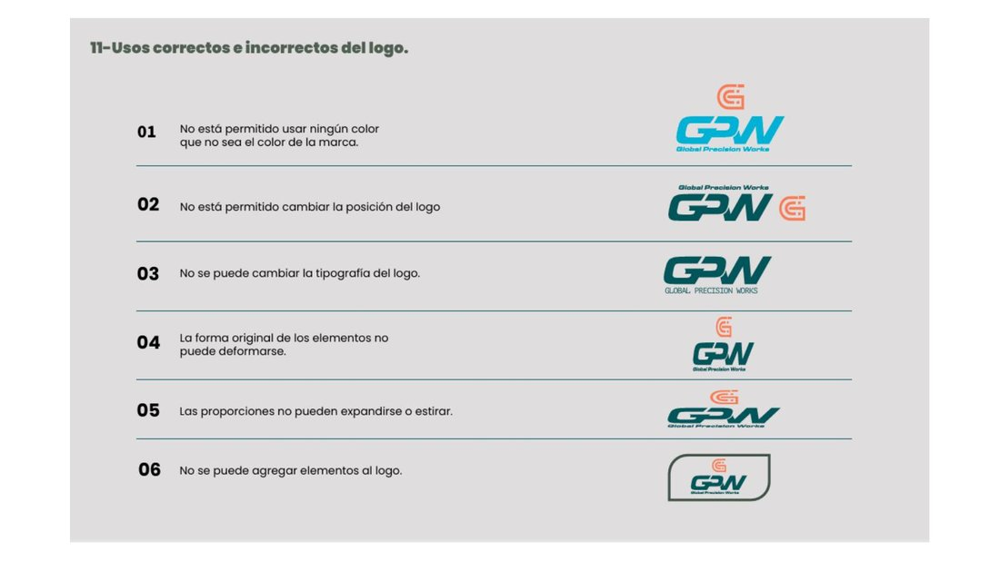 11-Usos correctos e incorrectos del logo.
01
No está permitido usar ningún color
que no sea el color de la marca.
GPW
Global Precision Works
02
No está permitido cambiar la posición del logo
Global Precision Works
GPW
03
No se puede cambiar la tipografía del logo.
GPW
GLOBAL PRECISION WORKS
04
La forma original de los elementos no
puede deformarse.
GPW
Global Precision Works
05
Las proporciones no pueden expandirse o estirar.
GPW
Global Precision Works
06
No se puede agregar elementos al logo.
GPW
Global Precision Works